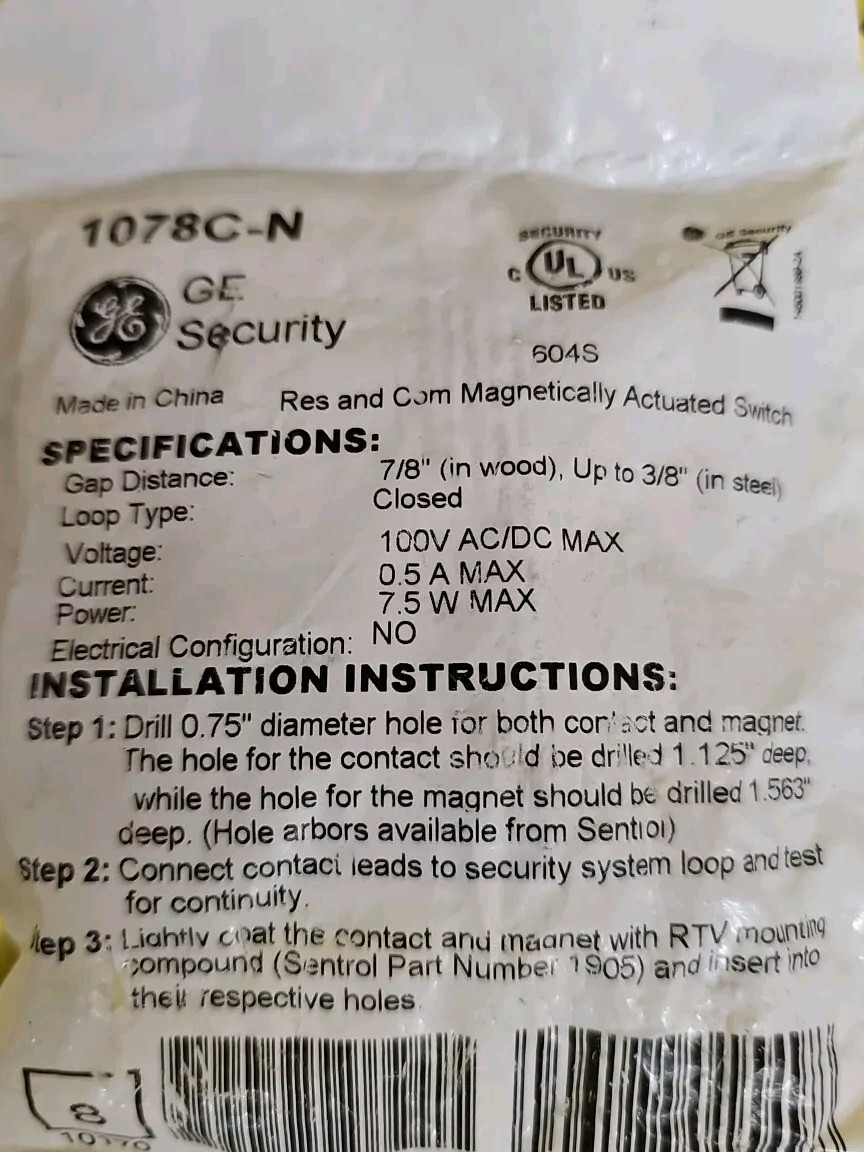 1078C-N
GE
Security
SECURITY
C UL US
LISTED
604S
GE Security
Made in China
Res and Com Magnetically Actuated Switch
SPECIFICATIONS:
Gap Distance: 7/8" (in wood), Up to 3/8" (in steel)
Loop Type: Closed
Voltage: 100V AC/DC MAX
Current: 0.5 A MAX
Power: 7.5 W MAX
Electrical Configuration: NO
INSTALLATION INSTRUCTIONS:
Step 1: Drill 0.75" diameter hole for both contact and magnet.
The hole for the contact should be drilled 1.125" deep,
while the hole for the magnet should be drilled 1.563"
deep. (Hole arbors available from Sentrol)
Step 2: Connect contact leads to security system loop and test
for continuity.
Step 3: Lightly coat the contact and magnet with RTV mounting
compound (Sentrol Part Number 1905) and insert into
their respective holes.
8